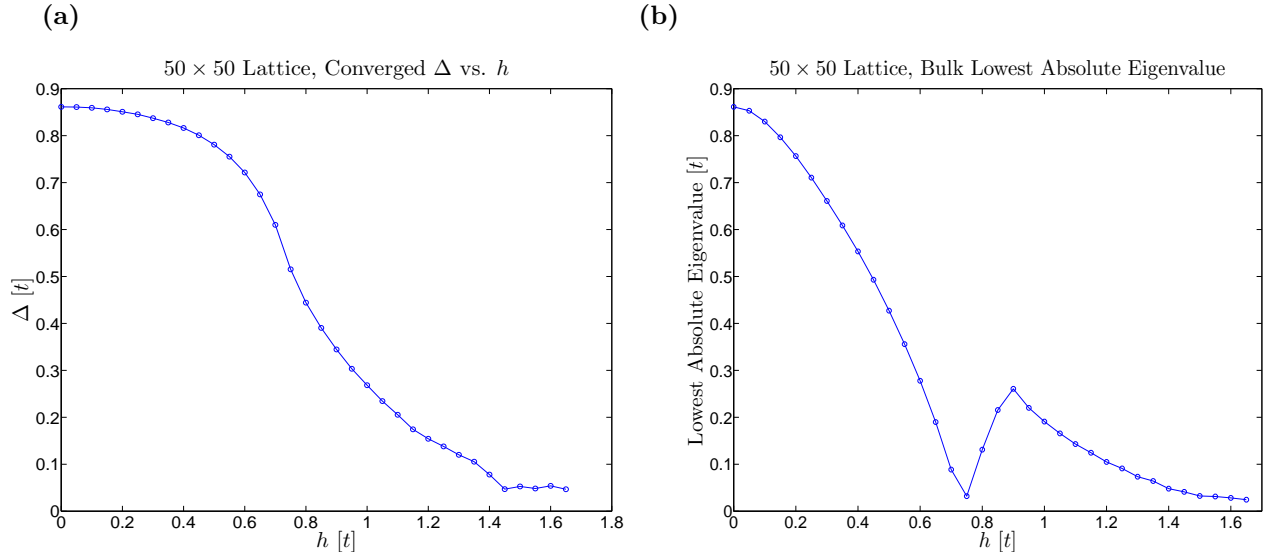 (a)
50 × 50 Lattice, Converged Δ vs. h
0.9
0.8
0.7
0.6
0.5
0.4
0.3
0.2
0.1
0
Δ [t]
0 0.2 0.4 0.6 0.8 1 1.2 1.4 1.6 1.8
h [t]
(b)
50 × 50 Lattice, Bulk Lowest Absolute Eigenvalue
0.9
0.8
0.7
0.6
0.5
0.4
0.3
0.2
0.1
0
Lowest Absolute Eigenvalue [t]
0 0.2 0.4 0.6 0.8 1 1.2 1.4 1.6
h [t]